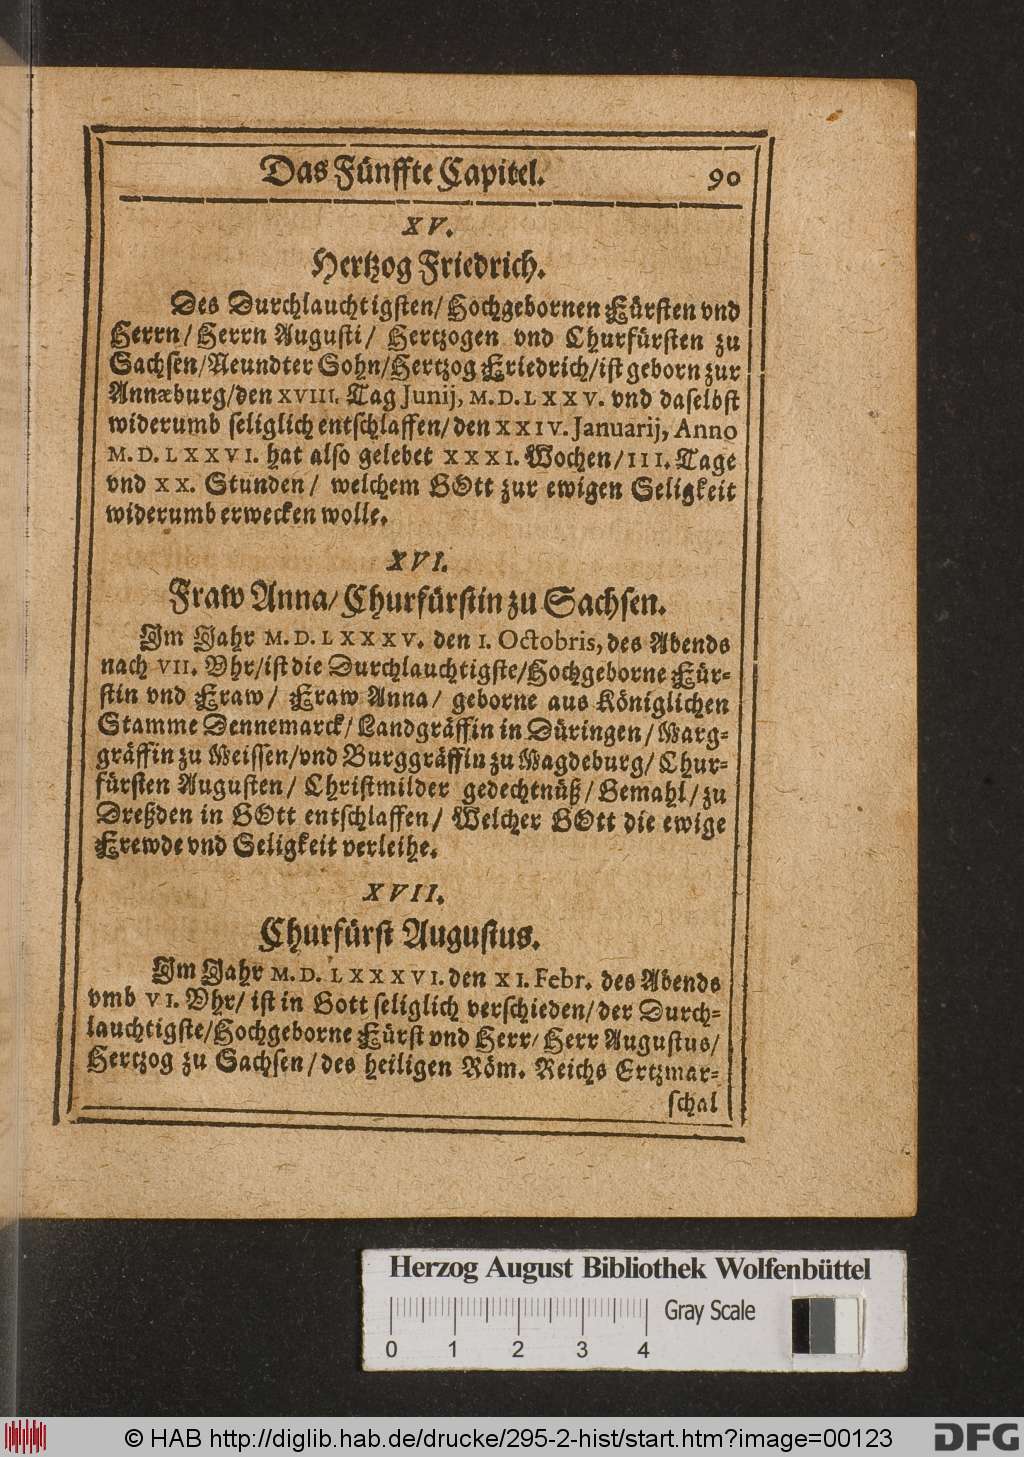 Das Fünffte Capitel. 90
XV.
Hertzog Friedrich.
Des Durchlauchtigsten/ Hochgebornen Fürsten vnd
Herrn/ Herrn Augusti/ Hertzogen vnd Churfürsten zu
Sachsen/ Neundter Sohn/ Hertzog Friedrich/ ist geborn zur
Annæburg/ den XVIII. Tag Junij, M. D. LXXV. vnd daselbst
widerumb seliglich entschlaffen/ den XXIV. Januarij, Anno
M. D. LXXVI. hat also gelebet XXXI. Wochen/ III. Tage
vnd XX. Stunden/ welchem GOtt zur ewigen Seligkeit
widerumb erwecken wolle.
XVI.
Fraw Anna/ Churfürstin zu Sachsen.
Im Jahr M. D. LXXXV. den I. Octobris, des Abends
nach VII. Vhr/ ist die Durchlauchtigste/ Hochgeborne Für-
stin vnd Fraw/ Fraw Anna/ geborne aus Königlichen
Stamme Dennemarck/ Landgräffin in Düringen/ Marg-
gräffin zu Meissen/ vnd Burggräffin zu Magdeburg/ Chur-
fürsten Augusten/ Christmilder gedechtnüß/ Gemahl/ zu
Dreßden in GOtt entschlaffen/ Welcher GOtt die ewige
Frewde vnd Seligkeit verleihe.
XVII.
Churfürst Augustus.
Im Jahr M. D. LXXXVI. den XI. Febr. des Abends
vmb VI. Vhr/ ist in Gott seliglich verschieden/ der Durch-
lauchtigste/ Hochgeborne Fürst vnd Herr/ Herr Augustus/
Hertzog zu Sachsen/ des heiligen Röm. Reichs Ertzmar-
schal
Herzog August Bibliothek Wolfenbüttel
0 1 2 3 4 Gray Scale
© HAB http://diglib.hab.de/drucke/295-2-hist/start.htm?image=00123 DFG